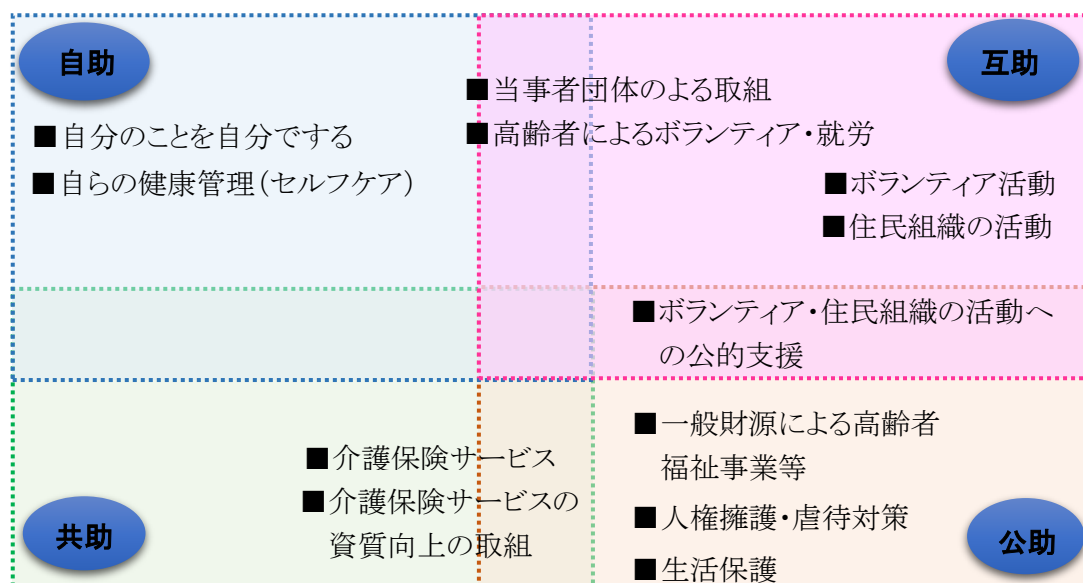 自助
■自分のことを自分でする
■自らの健康管理(セルフケア)
■当事者団体のよる取組
■高齢者によるボランティア・就労
互助
■ボランティア活動
■住民組織の活動
■ボランティア・住民組織の活動へ
の公的支援
■介護保険サービス
■介護保険サービスの
資質向上の取組
共助
■一般財源による高齢者
福祉事業等
■人権擁護・虐待対策
■生活保護
公助